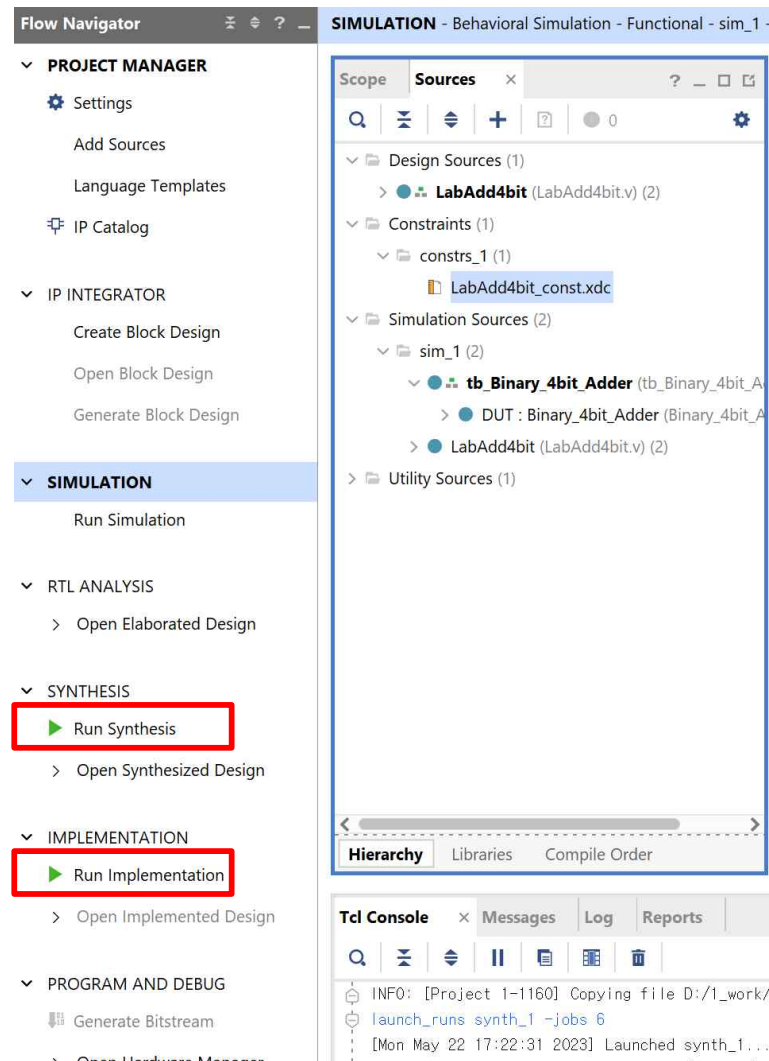 Flow Navigator
PROJECT MANAGER
Settings
Add Sources
Language Templates
IP Catalog
IP INTEGRATOR
Create Block Design
Open Block Design
Generate Block Design
SIMULATION
Run Simulation
RTL ANALYSIS
Open Elaborated Design
SYNTHESIS
Run Synthesis
Open Synthesized Design
IMPLEMENTATION
Run Implementation
Open Implemented Design
PROGRAM AND DEBUG
Generate Bitstream
Open Hardware Manager
SIMULATION - Behavioral Simulation - Functional - sim_1 -
Scope Sources
0
Design Sources (1)
LabAdd4bit (LabAdd4bit.v) (2)
Constraints (1)
constrs_1 (1)
LabAdd4bit_const.xdc
Simulation Sources (2)
sim_1 (2)
tb_Binary_4bit_Adder (tb_Binary_4bit_A
DUT : Binary_4bit_Adder (Binary_4bit_A
LabAdd4bit (LabAdd4bit.v) (2)
Utility Sources (1)
Hierarchy Libraries Compile Order
Tcl Console Messages Log Reports
INFO: [Project 1-1160] Copying file D:/1_work/
launch_runs synth_1 -jobs 6
[Mon May 22 17:22:31 2023] Launched synth_1...